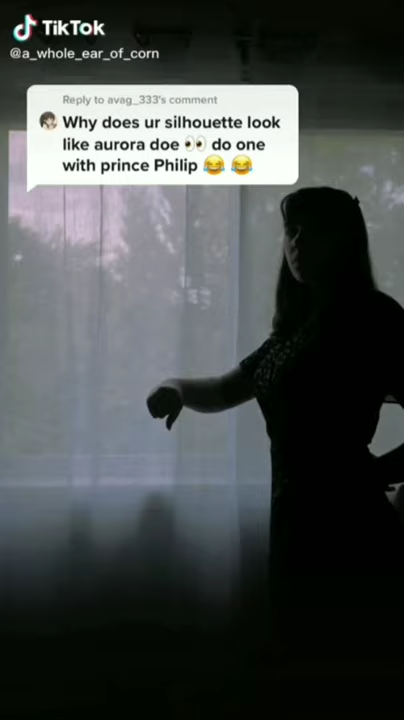 TikTok
@a_whole_ear_of_corn
Reply to avag_333's comment
Why does ur silhouette look
like aurora doe 👀 do one
with prince Philip 😂 😂